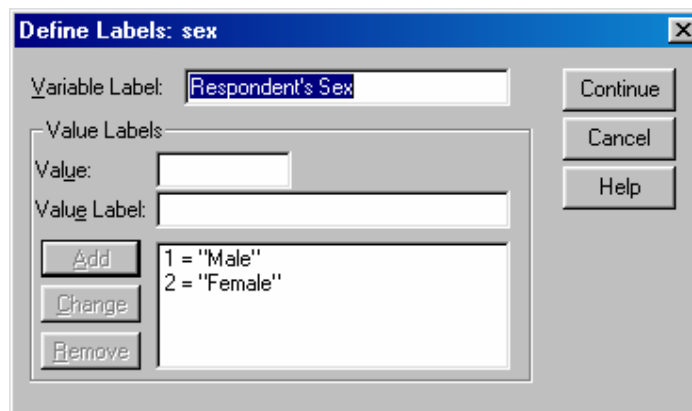 Define Labels: sex
Variable Label: Respondent's Sex
Continue
Value Labels
Cancel
Value:
Help
Value Label:
Add
1 = "Male"
2 = "Female"
Change
Remove